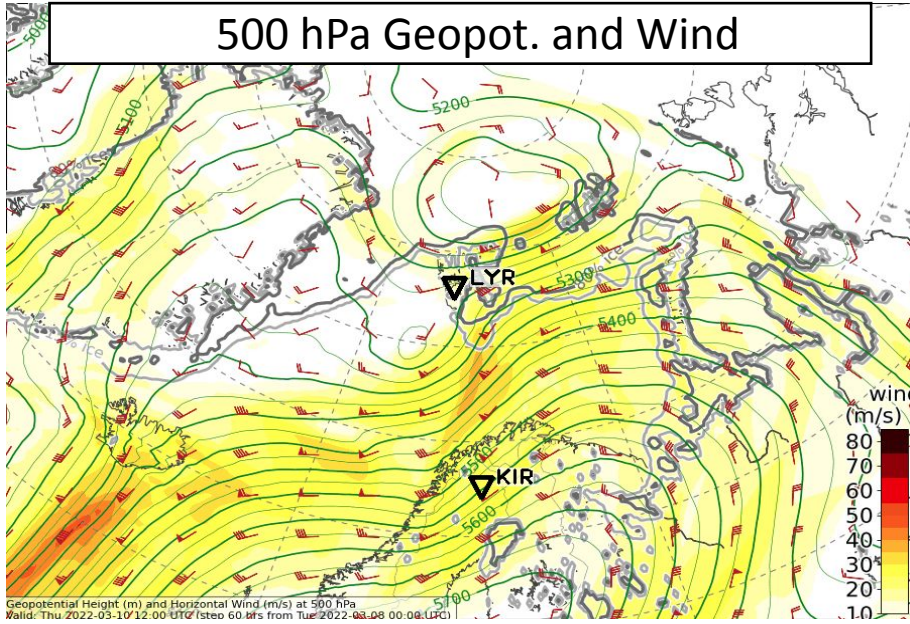 500 hPa Geopot. and Wind
5000
5100
5200
LYR
5300
5400
KIR
5600
5700
wind
(m/s)
80
70
60
50
40
30
20
10
Geopotential Height (m) and Horizontal Wind (m/s) at 500 hPa
Valid: Thu 2022-03-10 12:00 UTC (step 60 hrs from Tue 2022-03-08 00:00 UTC)